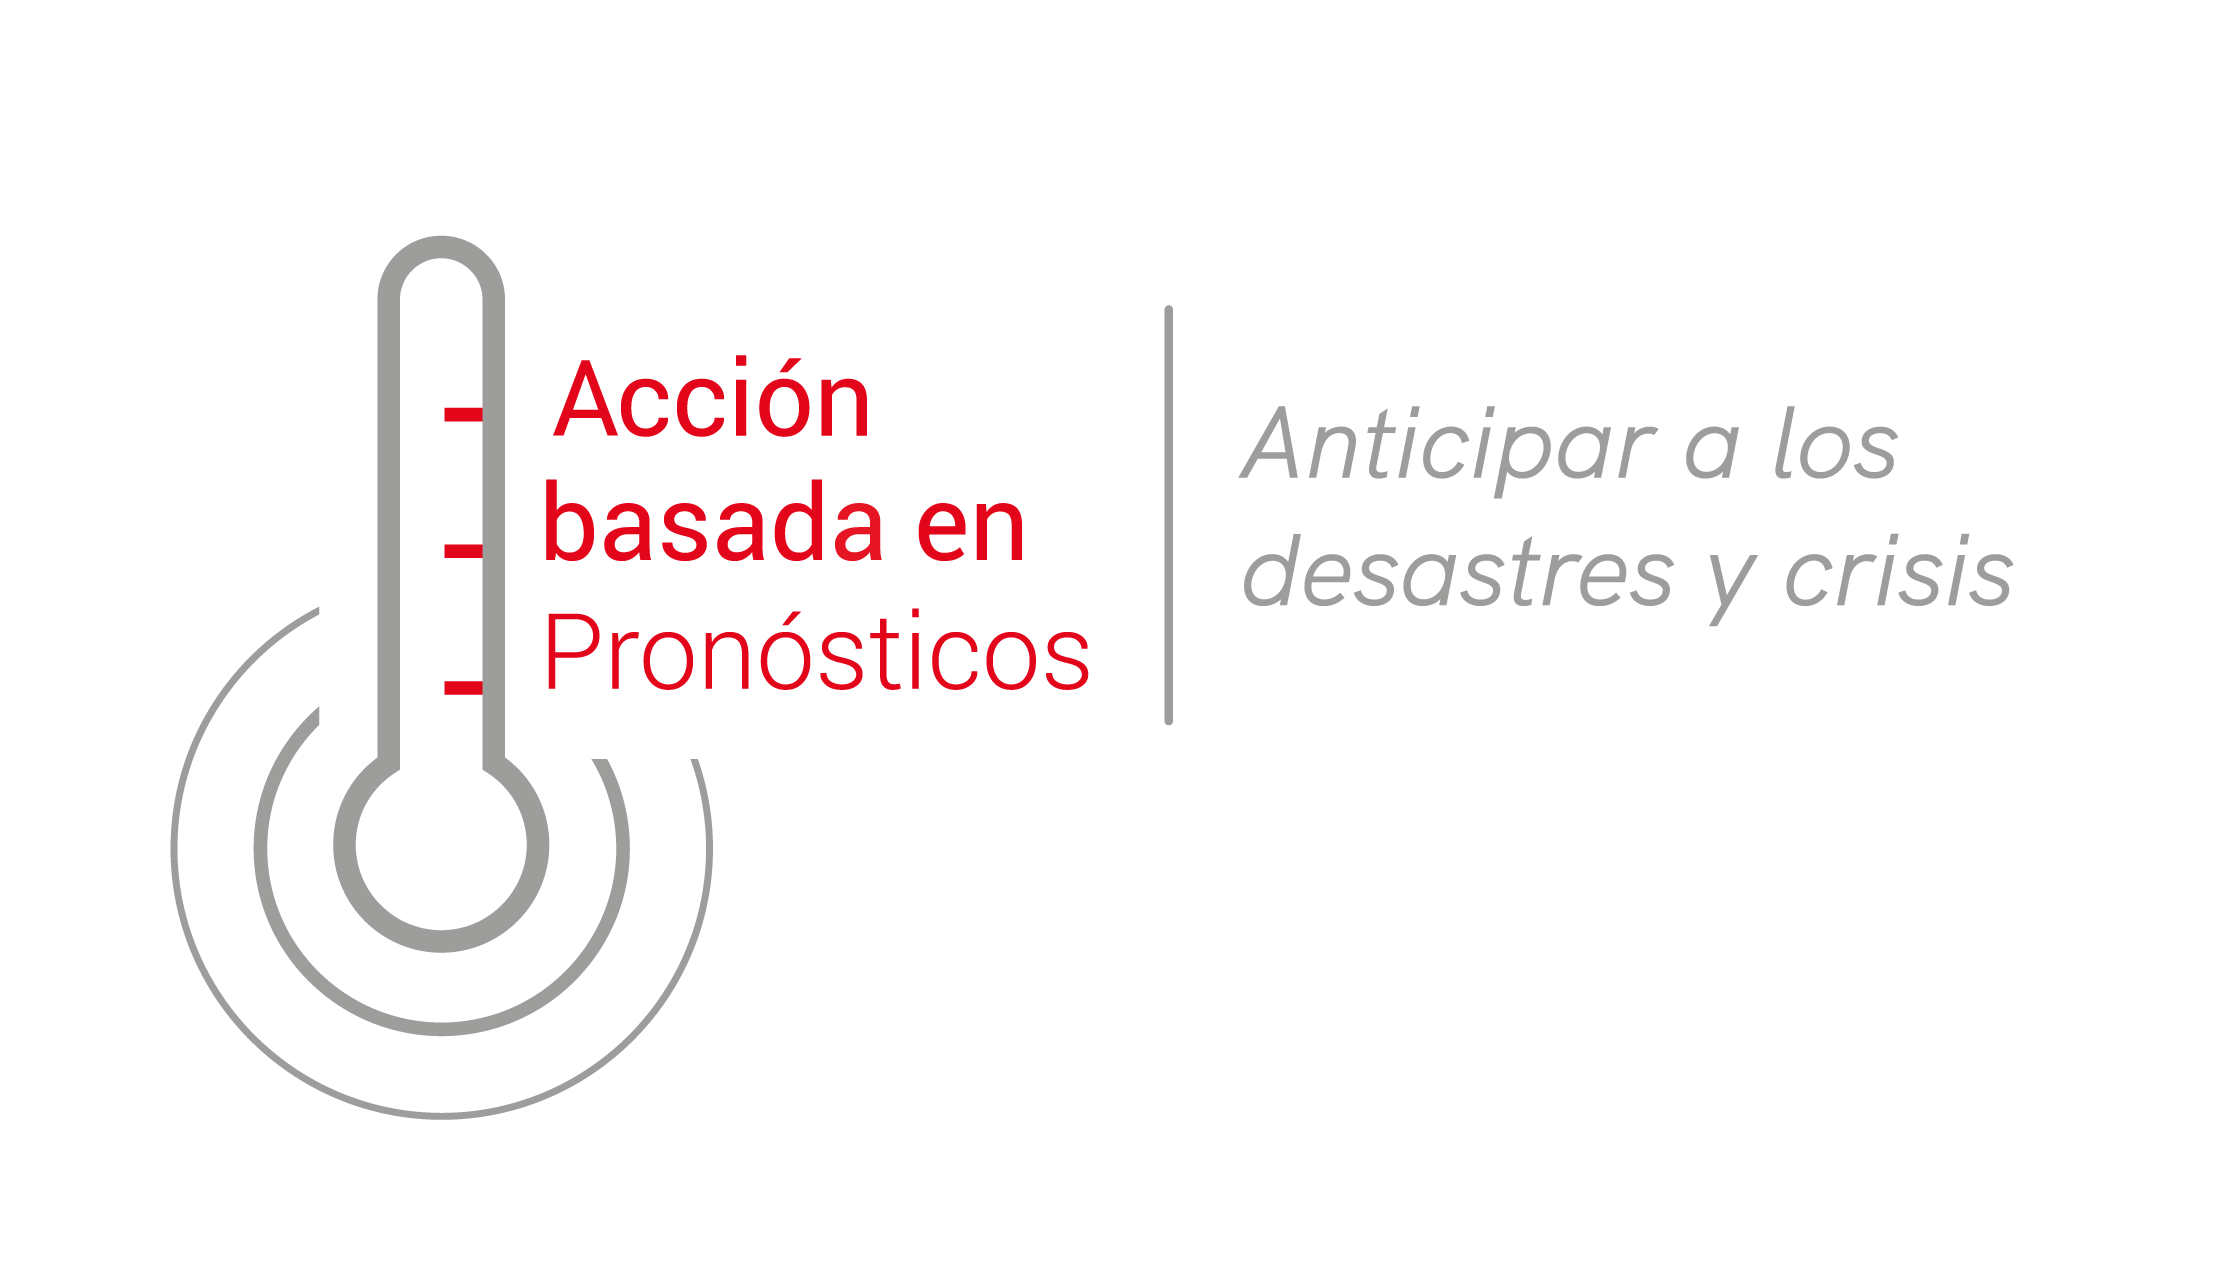 Acción
basada en
Pronósticos
Anticipar a los
desastres y crisis